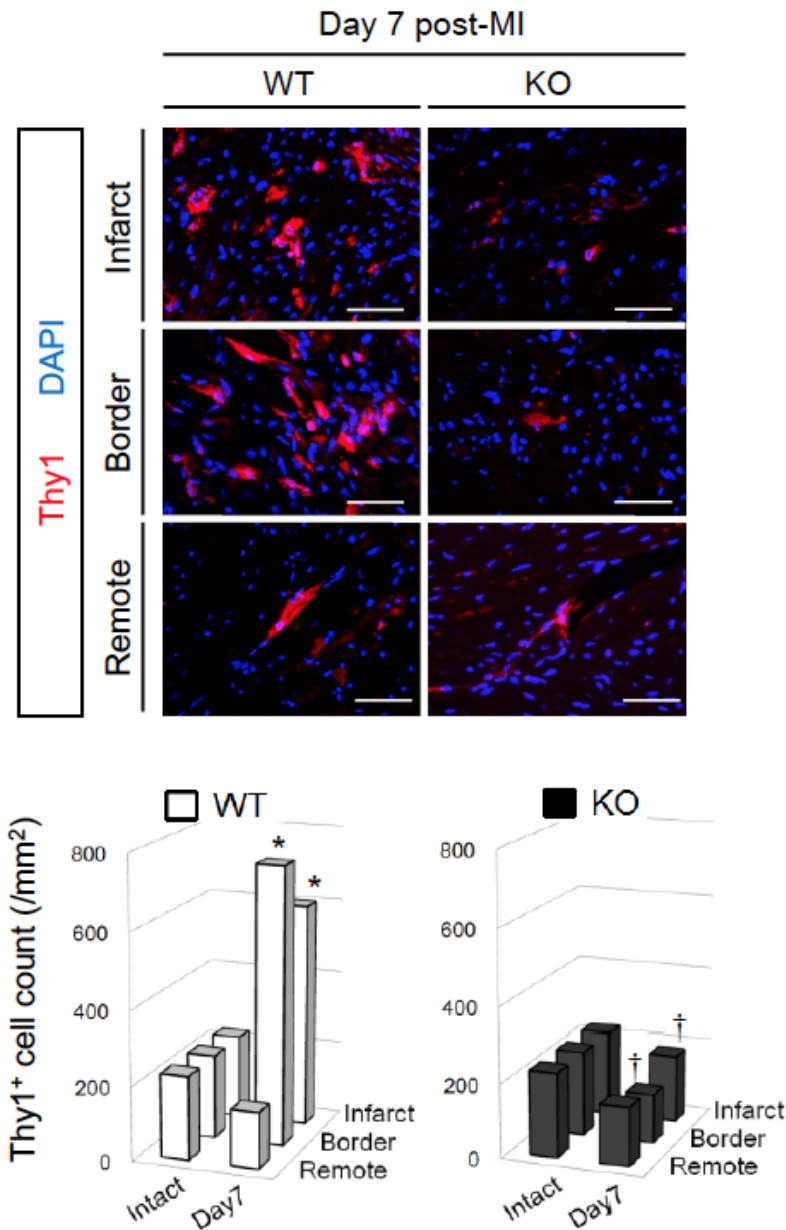 Day 7 post-MI
WT KO
Thy1 DAPI
Infarct
Border
Remote
WT
Thy1⁺ cell count (/mm²)
800
600
400
200
0
*
*
Infarct
Border
Remote
Intact
Day7
KO
800
600
400
200
0
†
†
Infarct
Border
Remote
Intact
Day7